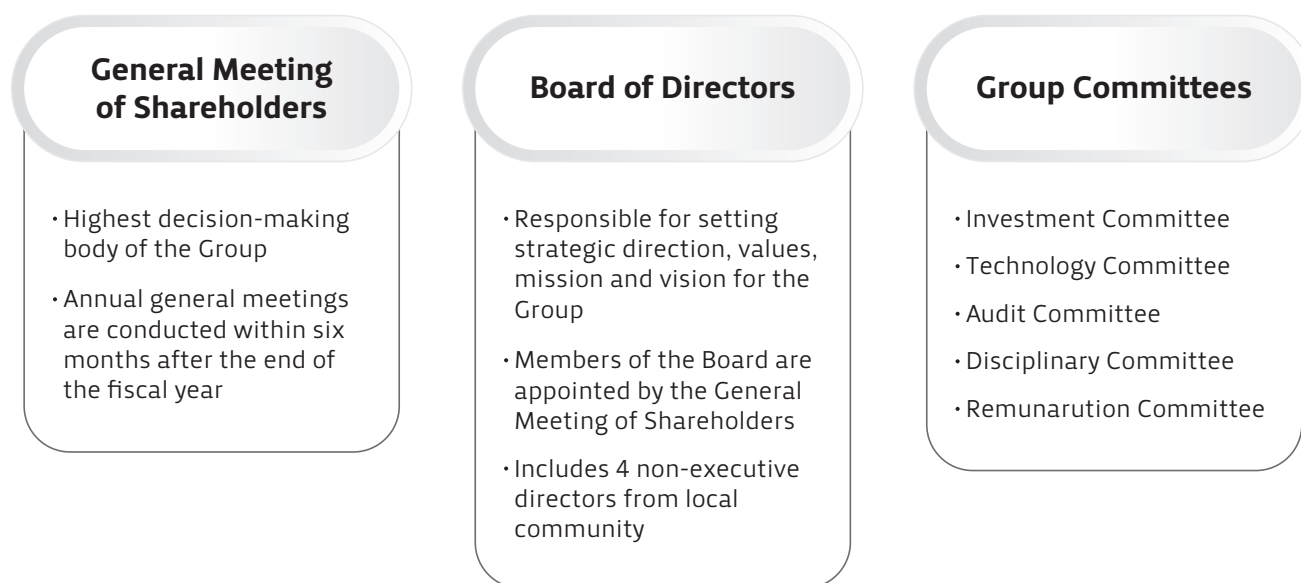 General Meeting
of Shareholders
· Highest decision-making
body of the Group
· Annual general meetings
are conducted within six
months after the end of
the fiscal year
Board of Directors
· Responsible for setting
strategic direction, values,
mission and vision for the
Group
· Members of the Board are
appointed by the General
Meeting of Shareholders
· Includes 4 non-executive
directors from local
community
Group Committees
· Investment Committee
· Technology Committee
· Audit Committee
· Disciplinary Committee
· Remunarution Committee